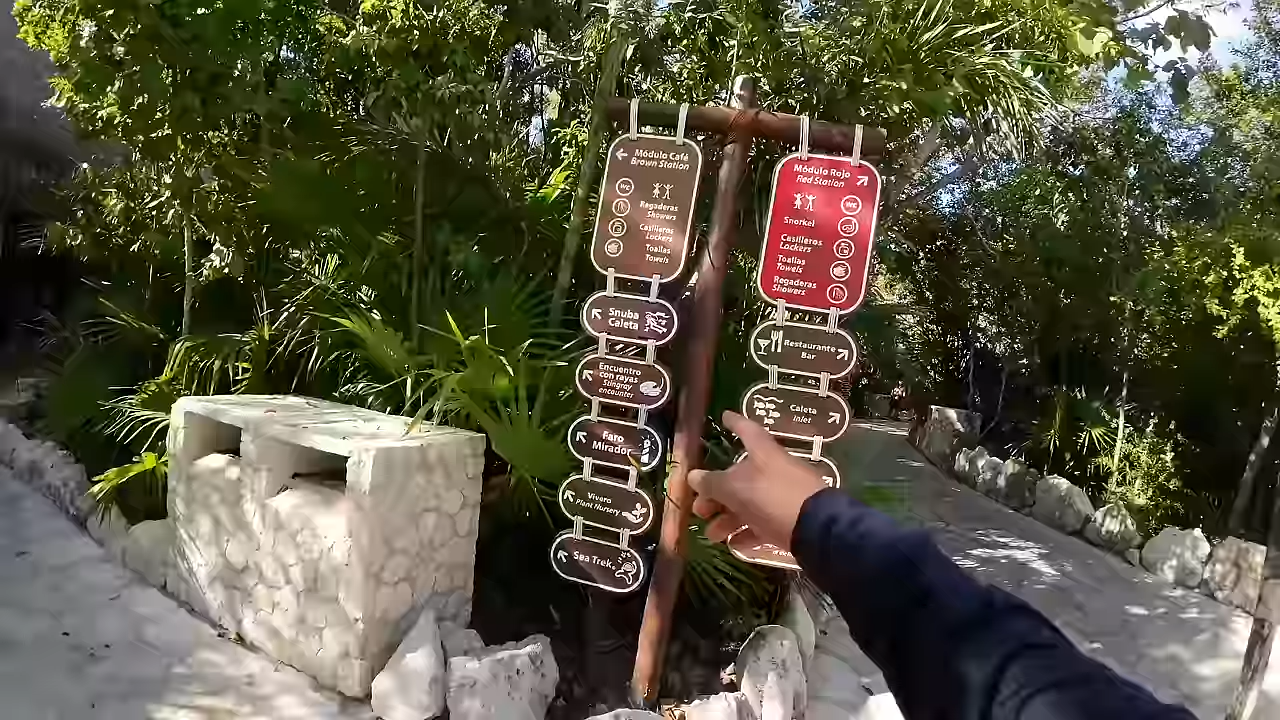 Módulo Café
Brown Station
WC
Regaderas
Showers
Casilleros
Lockers
Toallas
Towels
Snuba
Caleta
Encuentro
con rayas
Stingray
encounter
Faro
Mirador
Vivero
Plant Nursery
Sea Trek
Módulo Rojo
Red Station
WC
Snorkel
Casilleros
Lockers
Toallas
Towels
Regaderas
Showers
Restaurante
Bar
Caleta
Inlet